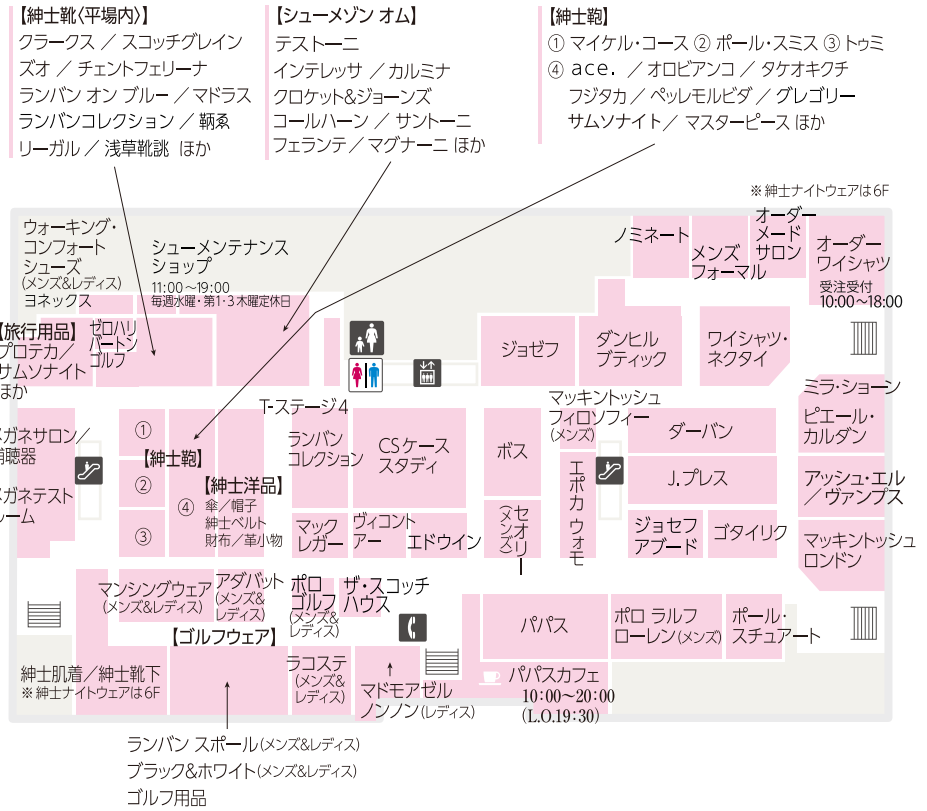 【紳士靴〈平場内〉】
クラークス ／ スコッチグレイン
ズオ ／ チェントフェリーナ
ランバン オン ブルー ／ マドラス
ランバンコレクション ／ 鞆ゑ
リーガル ／ 浅草靴誂 ほか
【シューメゾン オム】
テストーニ
インテレッサ ／ カルミナ
クロケット&ジョーンズ
コールハーン ／ サントーニ
フェランテ ／ マグナーニ ほか
【紳士鞄】
① マイケル・コース ② ポール・スミス ③ トゥミ
④ ace. ／ オロビアンコ ／ タケオキクチ
フジタカ ／ ペッレモルビダ ／ グレゴリー
サムソナイト ／ マスターピース ほか
※ 紳士ナイトウェアは6F
ウォーキング・
コンフォート
シューズ
(メンズ&レディス)
ヨネックス
シューメンテナンス
ショップ
11:00～19:00
毎週水曜・第1・3木曜定休日
ノミネート
メンズ
フォーマル
オーダー
メード
サロン
オーダー
ワイシャツ
受注受付
10:00～18:00
【旅行用品】
プロテカ／
サムソナイト
ほか
ゼロハリ
バートン
ゴルフ
ジョゼフ
ダンヒル
ブティック
ワイシャツ・
ネクタイ
ミラ・ショーン
ピエール・
カルダン
アッシュ・エル
／ヴァンプス
マッキントッシュ
ロンドン
メガネサロン／
補聴器
メガネテスト
ルーム
①
【紳士鞄】
②
③
④
【紳士洋品】
傘／帽子
紳士ベルト
財布／革小物
T-ステージ4
ランバン
コレクション
CSケース
スタディ
マック
レガー
ヴィコント
アー
エドウイン
ボス
セオリー
(メンズ)
マッキントッシュ
フィロソフィー
(メンズ)
エポカ ウォモ
ダーバン
J.プレス
ジョセフ
アブード
ゴタイリク
マンシングウェア
(メンズ&レディス)
アダバット
(メンズ&
レディス)
ポロ
ゴルフ
(メンズ&
レディス)
ザ・スコッチ
ハウス
【ゴルフウェア】
紳士肌着／紳士靴下
※ 紳士ナイトウェアは6F
ラコステ
(メンズ&
レディス)
マドモアゼル
ノンノン(レディス)
パパス
ポロ ラルフ
ローレン(メンズ)
ポール・
スチュアート
パパスカフェ
10:00～20:00
(L.O.19:30)
ランバン スポール(メンズ&レディス)
ブラック&ホワイト(メンズ&レディス)
ゴルフ用品